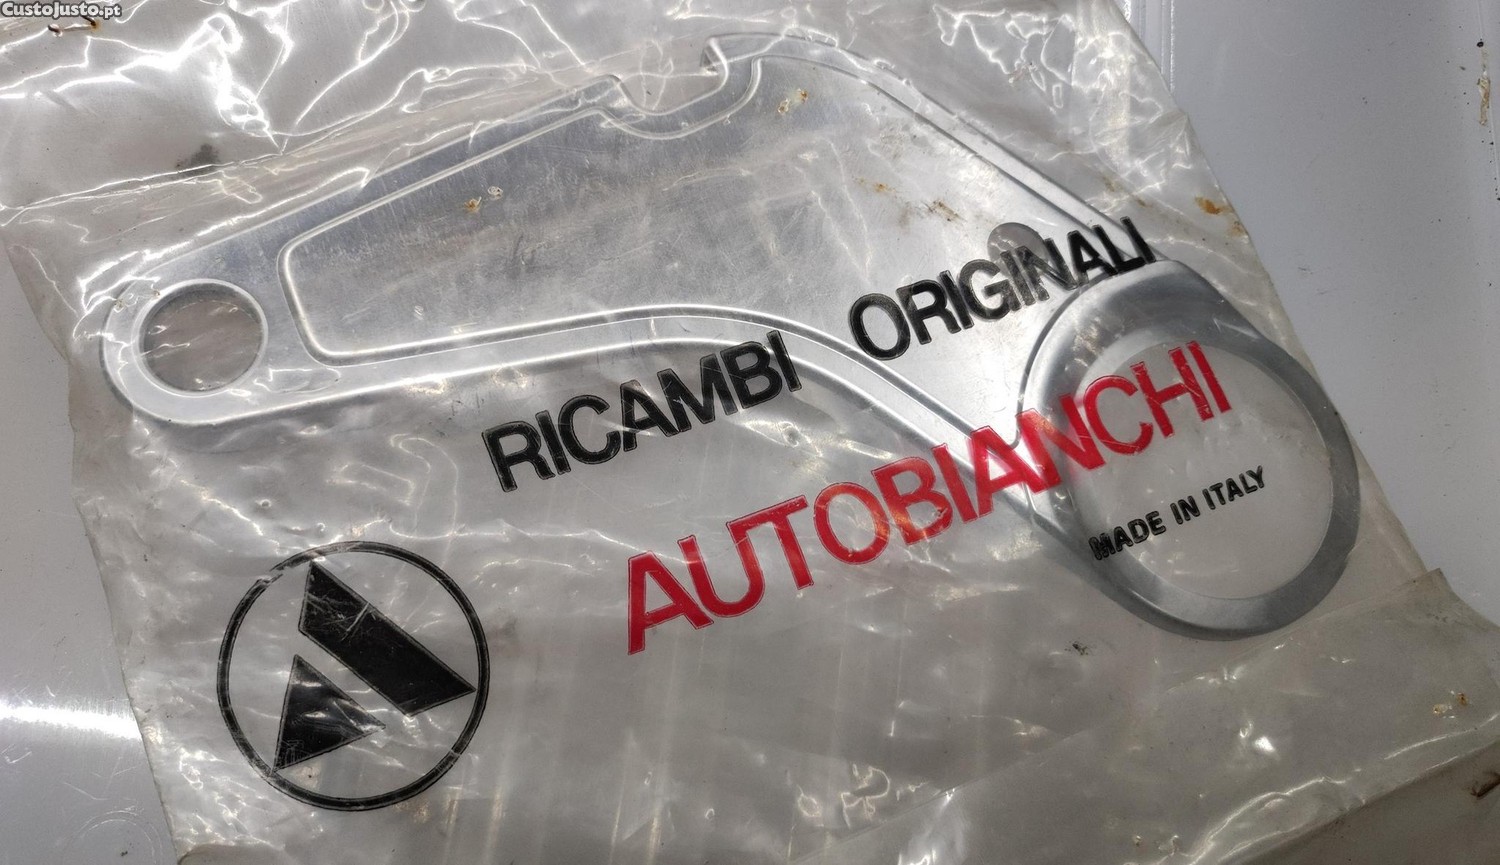 CustoJusto.pt
RICAMBI ORIGINALI
AUTOBIANCHI
MADE IN ITALY